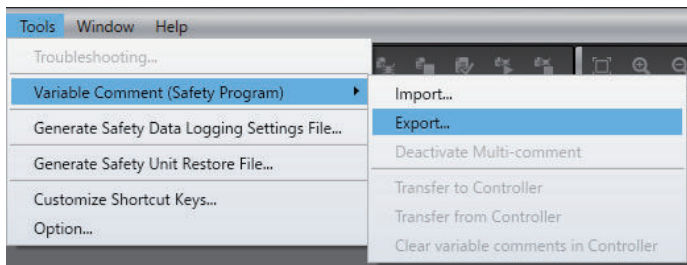 Tools Window Help
Troubleshooting...
Variable Comment (Safety Program)
Generate Safety Data Logging Settings File...
Generate Safety Unit Restore File...
Customize Shortcut Keys...
Option...
Import...
Export...
Deactivate Multi-comment
Transfer to Controller
Transfer from Controller
Clear variable comments in Controller